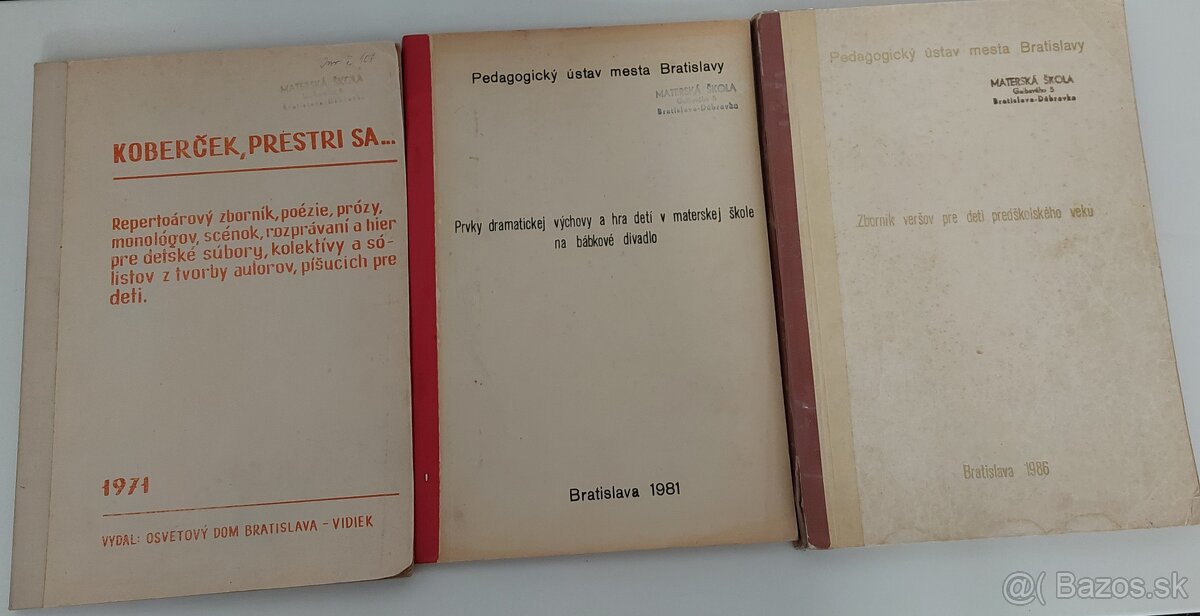 Inv č. 107
MATERSKÁ ŠKOLA
KOBERČEK, PRESTRI SA...
Repertoárový zborník, poézie, prózy,
monológov, scénok, rozprávaní a hier
pre detské súbory, kolektívy a só-
listov z tvorby autorov, píšucich pre
deti.
1971
VYDAL: OSVETOVÝ DOM BRATISLAVA - VIDIEK
Pedagogický ústav mesta Bratislavy
MATERSKÁ ŠKOLA
Bratislava-Dúbravka
Prvky dramatickej výchovy a hra detí v materskej škole
na bábkové divadlo
Bratislava 1981
Pedagogický ústav mesta Bratislavy
MATERSKÁ ŠKOLA
Bratislava-Dúbravka
Zborník veršov pre deti predškolského veku
Bratislava 1986
@( Bazos.sk